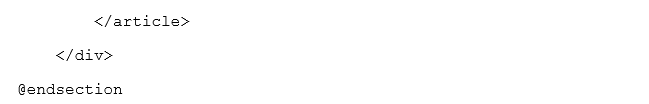 </article>
</div>
@endsection